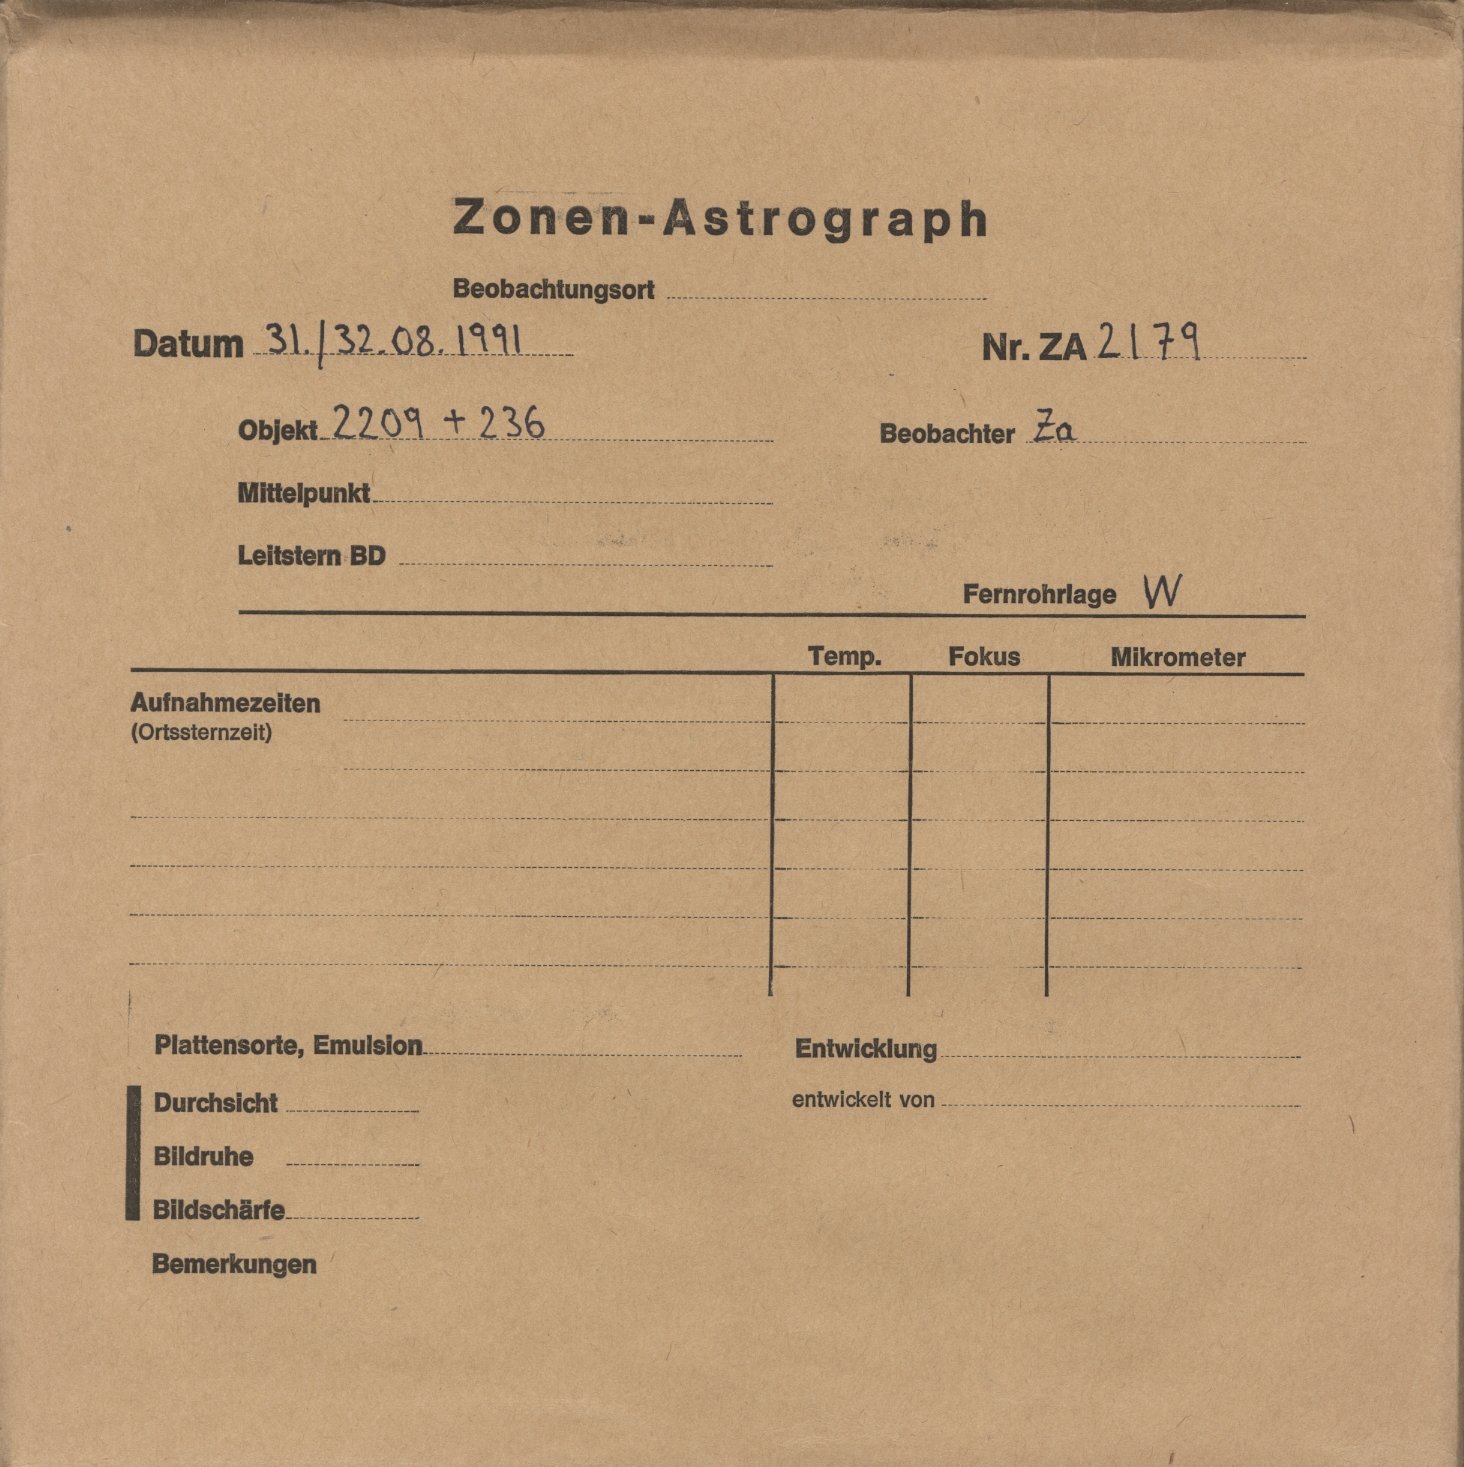 Zonen-Astrograph
Beobachtungsort
Datum 31./32.08.1991 Nr. ZA 2179
Objekt 2209 + 236 Beobachter Za
Mittelpunkt
Leitstern BD
Fernrohrlage W
Temp. Fokus Mikrometer
Aufnahmezeiten
(Ortssternzeit)
Plattensorte, Emulsion Entwicklung
Durchsicht entwickelt von
Bildruhe
Bildschärfe
Bemerkungen